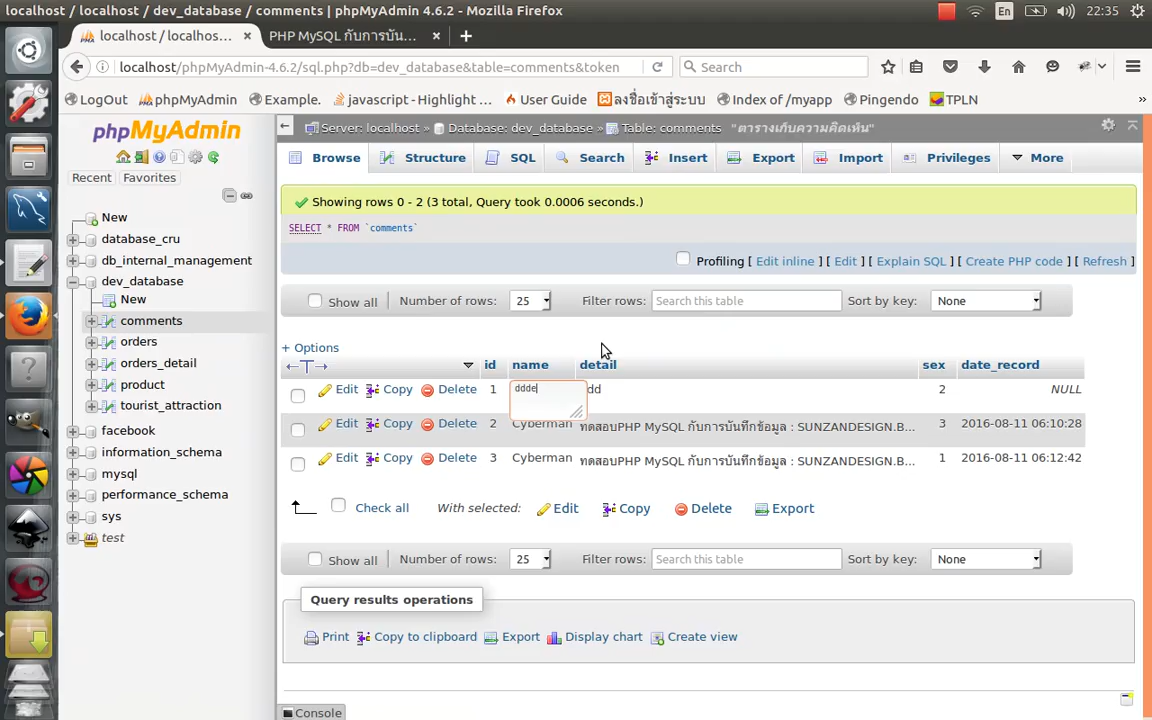 localhost / localhost / dev_database / comments | phpMyAdmin 4.6.2 - Mozilla Firefox
En
22:35
localhost / localhos... ×
PHP MySQL กับการบัน... ×
localhost/phpMyAdmin-4.6.2/sql.php?db=dev_database&table=comments&token
Search
LogOut
phpMyAdmin
Example.
javascript - Highlight ...
User Guide
ลงชื่อเข้าสู่ระบบ
Index of /myapp
Pingendo
TPLN
phpMyAdmin
Recent
Favorites
New
database_cru
db_internal_management
dev_database
New
comments
orders
orders_detail
product
tourist_attraction
facebook
information_schema
mysql
performance_schema
sys
test
Server: localhost » Database: dev_database » Table: comments "ตารางเก็บความคิดเห็น"
Browse
Structure
SQL
Search
Insert
Export
Import
Privileges
More
Showing rows 0 - 2 (3 total, Query took 0.0006 seconds.)
SELECT * FROM `comments`
Profiling [ Edit inline ] [ Edit ] [ Explain SQL ] [ Create PHP code ] [ Refresh ]
Show all
Number of rows: 25
Filter rows: Search this table
Sort by key: None
+ Options
←T→ id name detail sex date_record
Edit Copy Delete 1 ddde dd 2 NULL
Edit Copy Delete 2 Cyberman ทดสอบPHP MySQL กับการบันทึกข้อมูล : SUNZANDESIGN.B... 3 2016-08-11 06:10:28
Edit Copy Delete 3 Cyberman ทดสอบPHP MySQL กับการบันทึกข้อมูล : SUNZANDESIGN.B... 1 2016-08-11 06:12:42
Check all With selected: Edit Copy Delete Export
Show all
Number of rows: 25
Filter rows: Search this table
Sort by key: None
Query results operations
Print
Copy to clipboard
Export
Display chart
Create view
Console